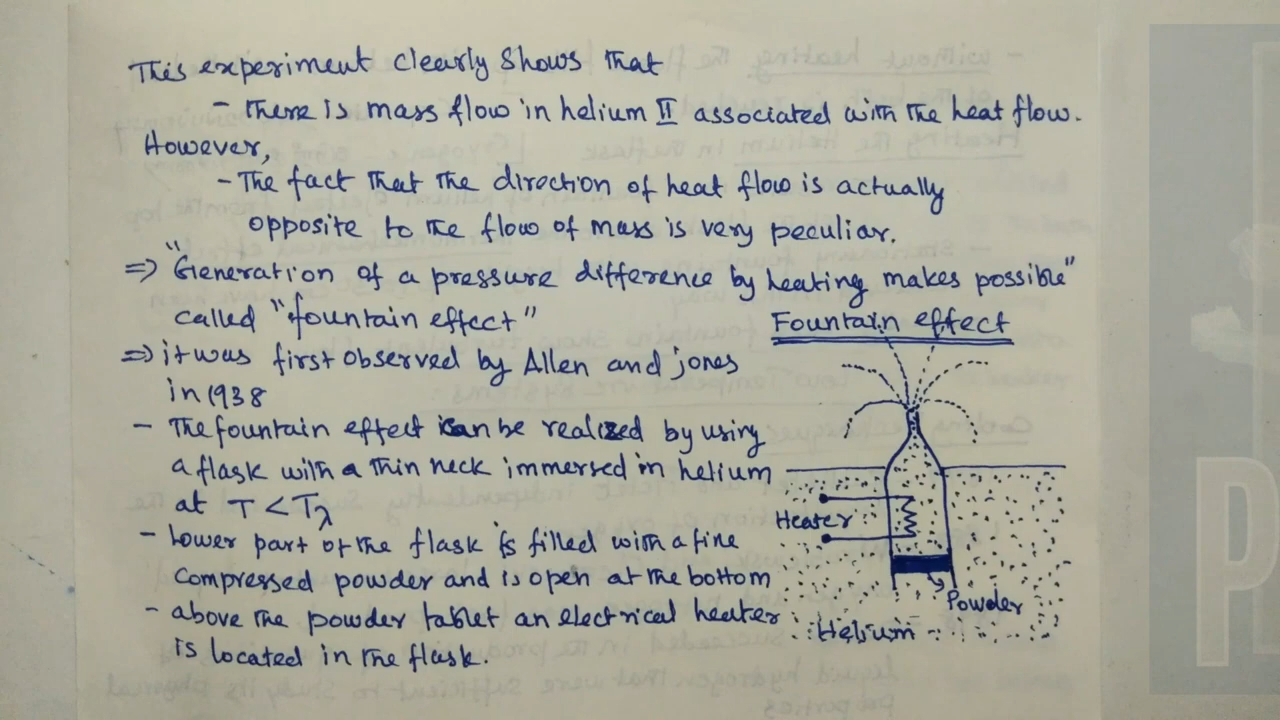 This experiment clearly shows that
- there is mass flow in helium II associated with the heat flow.
However,
- The fact that the direction of heat flow is actually
opposite to the flow of mass is very peculiar.
⇒ "Generation of a pressure difference by heating makes possible"
called "fountain effect"
Fountain effect
⇒ it was first observed by Allen and jones
in 1938
- The fountain effect can be realized by using
a flask with a thin neck immersed in helium
at T < Tλ
- lower part of the flask is filled with a fine
compressed powder and is open at the bottom
- above the powder tablet an electrical heater
is located in the flask.
Heater
Powder
Helium
P